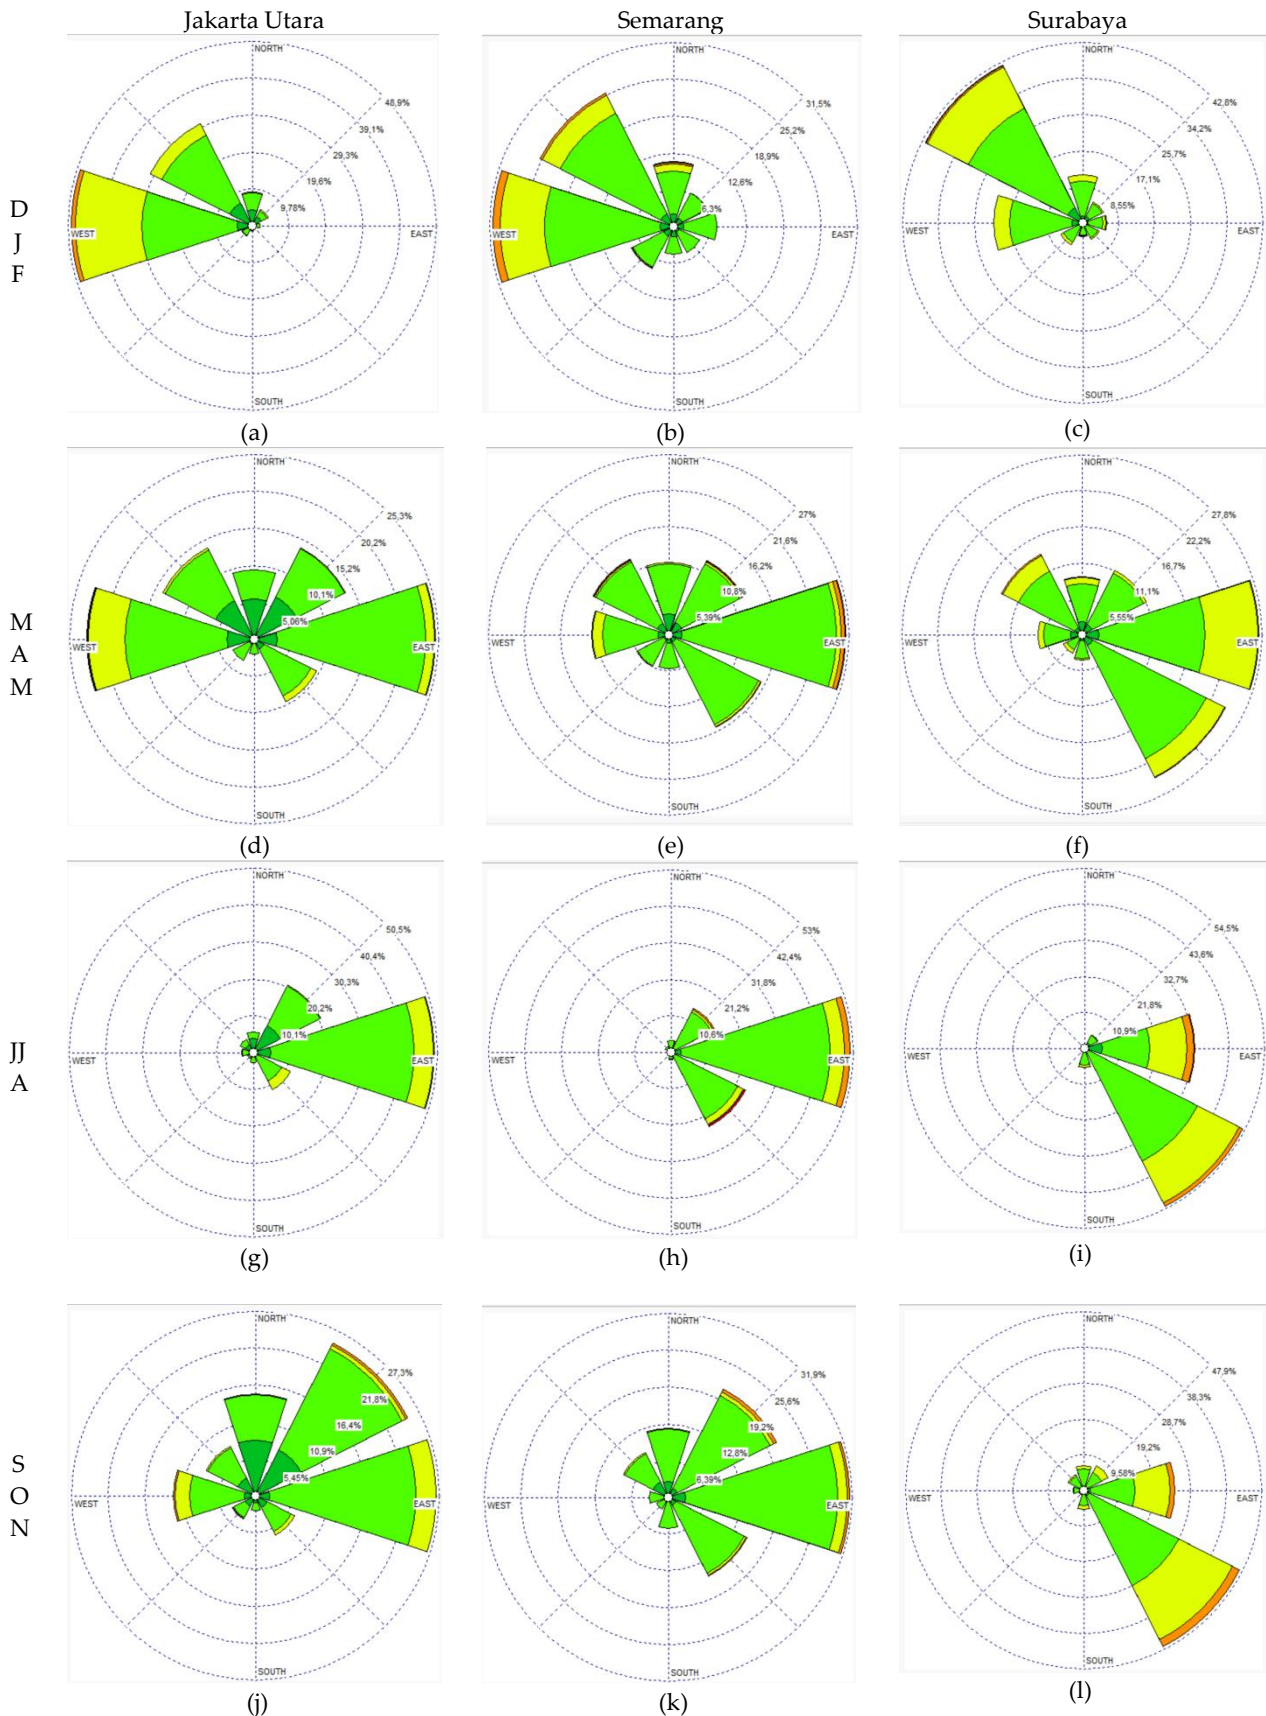 Jakarta Utara Semarang Surabaya
D
J
F
NORTH
48,9%
39,1%
29,3%
19,6%
9,78%
WEST
EAST
SOUTH
(a)
NORTH
31,5%
25,2%
18,9%
12,6%
6,3%
WEST
EAST
SOUTH
(b)
NORTH
42,8%
34,2%
25,7%
17,1%
8,55%
WEST
EAST
SOUTH
(c)
M
A
M
NORTH
25,3%
20,2%
15,2%
10,1%
5,06%
WEST
EAST
SOUTH
(d)
NORTH
27%
21,6%
16,2%
10,8%
5,39%
WEST
EAST
SOUTH
(e)
NORTH
27,8%
22,2%
16,7%
11,1%
5,55%
WEST
EAST
SOUTH
(f)
JJ
A
NORTH
50,5%
40,4%
30,3%
20,2%
10,1%
WEST
EAST
SOUTH
(g)
NORTH
53%
42,4%
31,8%
21,2%
10,6%
WEST
EAST
SOUTH
(h)
NORTH
54,5%
43,6%
32,7%
21,8%
10,9%
WEST
EAST
SOUTH
(i)
S
O
N
NORTH
27,3%
21,8%
16,4%
10,9%
5,45%
WEST
EAST
SOUTH
(j)
NORTH
31,9%
25,6%
19,2%
12,8%
6,39%
WEST
EAST
SOUTH
(k)
NORTH
47,9%
38,3%
28,7%
19,2%
9,58%
WEST
EAST
SOUTH
(l)